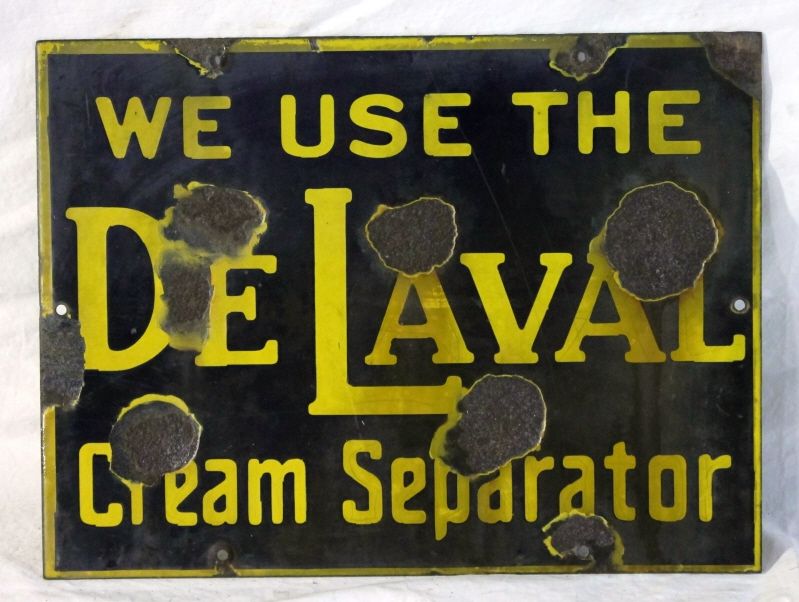 WE USE THE
DE LAVAL
Cream Separator